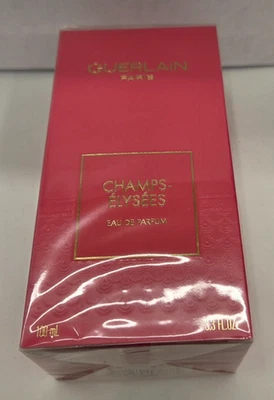 GUERLAIN
PARIS
CHAMPS-
ÉLYSÉES
EAU DE PARFUM
100 mL
3.3 FL.OZ